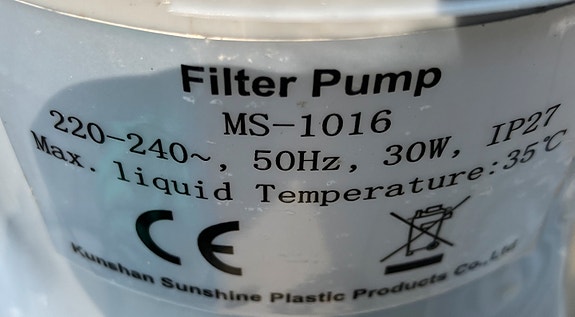 Filter Pump
MS-1016
220-240~, 50Hz, 30W, IP27
Max. liquid Temperature:35℃
CE
Kunshan Sunshine Plastic Products Co.,Ltd